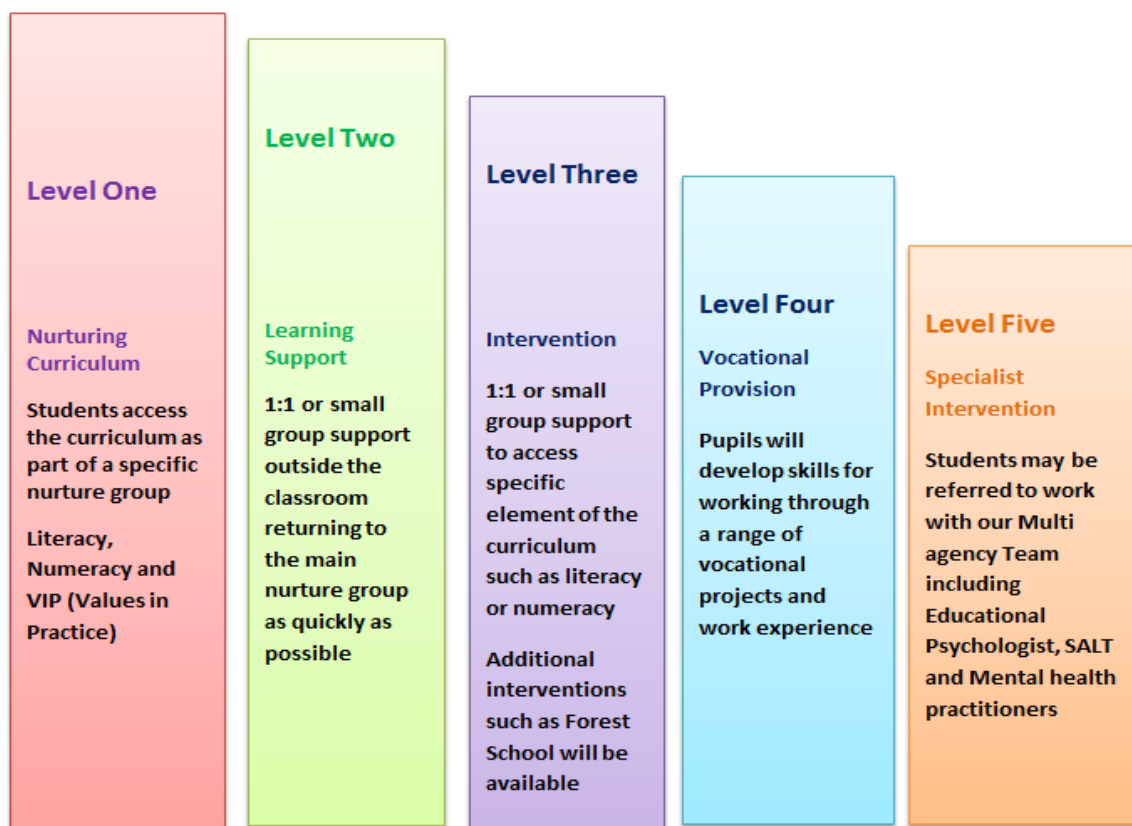 Level One
Nurturing
Curriculum
Students access
the curriculum as
part of a specific
nurture group
Literacy,
Numeracy and
VIP (Values in
Practice)
Level Two
Learning
Support
1:1 or small
group support
outside the
classroom
returning to
the main
nurture group
as quickly as
possible
Level Three
Intervention
1:1 or small
group support
to access
specific
element of the
curriculum
such as literacy
or numeracy
Additional
interventions
such as Forest
School will be
available
Level Four
Vocational
Provision
Pupils will
develop skills for
working through
a range of
vocational
projects and
work experience
Level Five
Specialist
Intervention
Students may be
referred to work
with our Multi
agency Team
including
Educational
Psychologist, SALT
and Mental health
practitioners